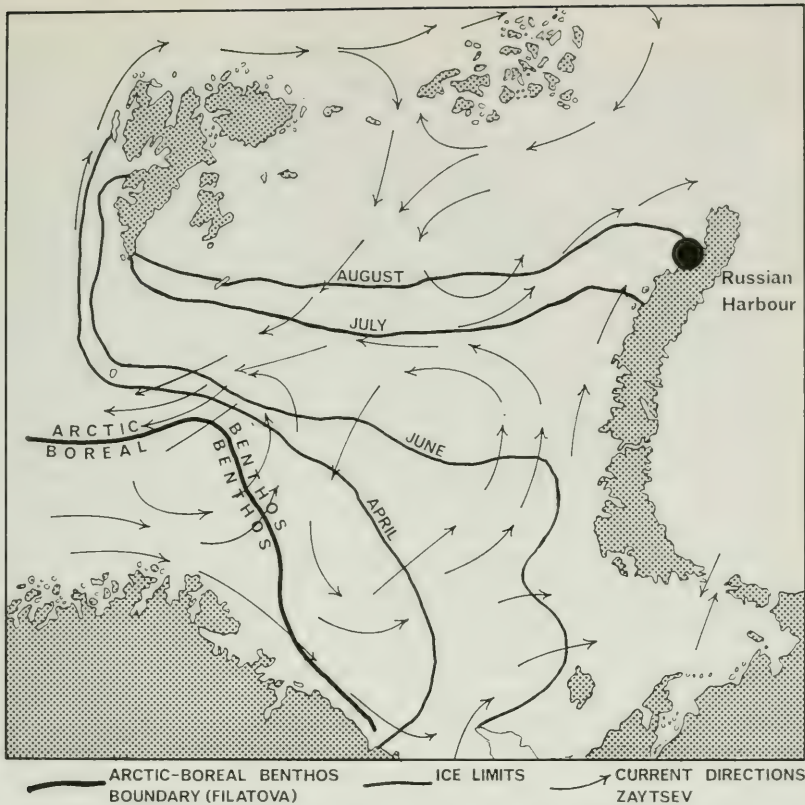 AUGUST
Russian
Harbour
JULY
JUNE
ARCTIC
BOREAL
BENTHOS
BENTHOS
APRIL
ARCTIC-BOREAL BENTHOS
BOUNDARY (FILATOVA)
ICE LIMITS
CURRENT DIRECTIONS
ZAYTSEV